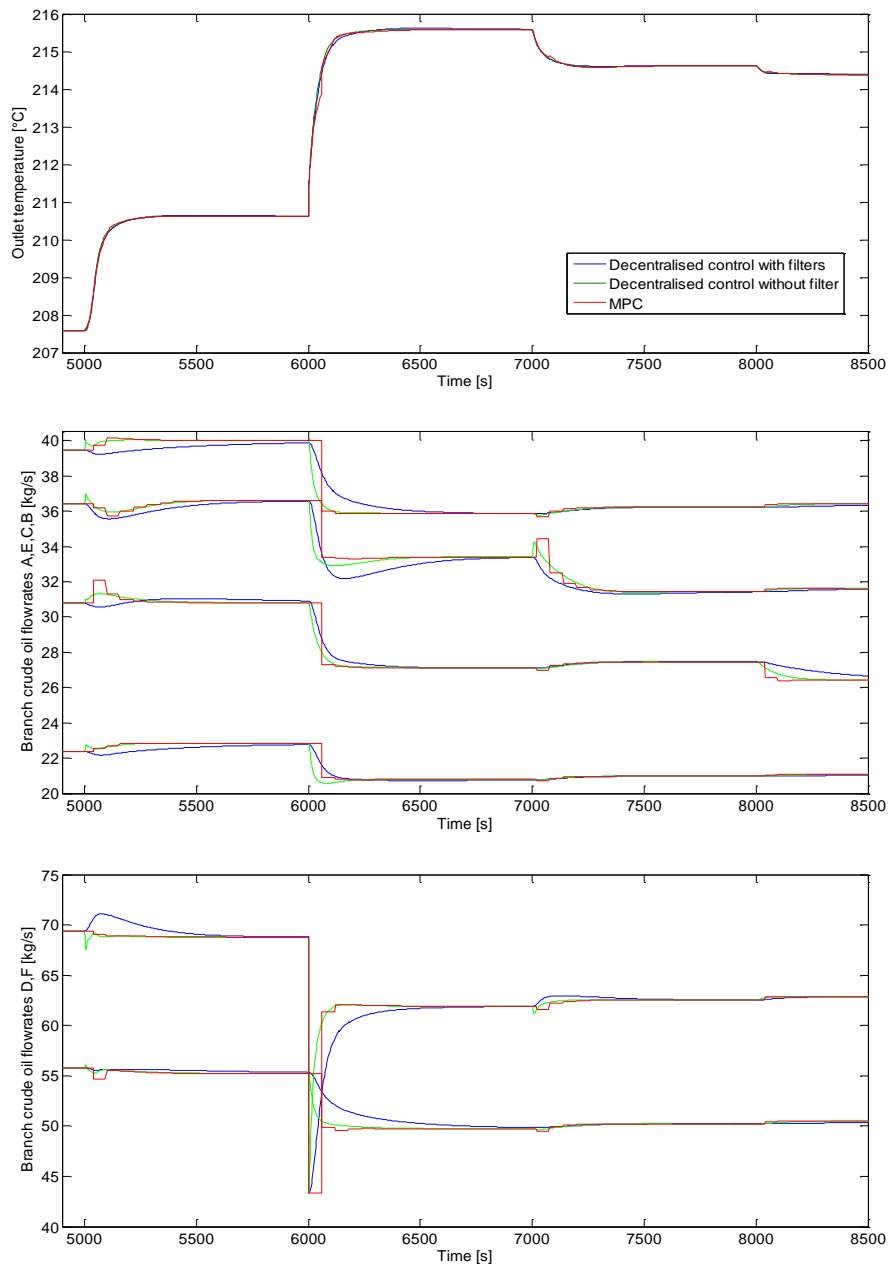 216
215
214
213
212
211
210
209
208
207
Outlet temperature [°C]
Decentralised control with filters
Decentralised control without filter
MPC
5000 5500 6000 6500 7000 7500 8000 8500
Time [s]
40
38
36
34
32
30
28
26
24
22
20
Branch crude oil flowrates A,E,C,B [kg/s]
5000 5500 6000 6500 7000 7500 8000 8500
Time [s]
75
70
65
60
55
50
45
40
Branch crude oil flowrates D,F [kg/s]
5000 5500 6000 6500 7000 7500 8000 8500
Time [s]